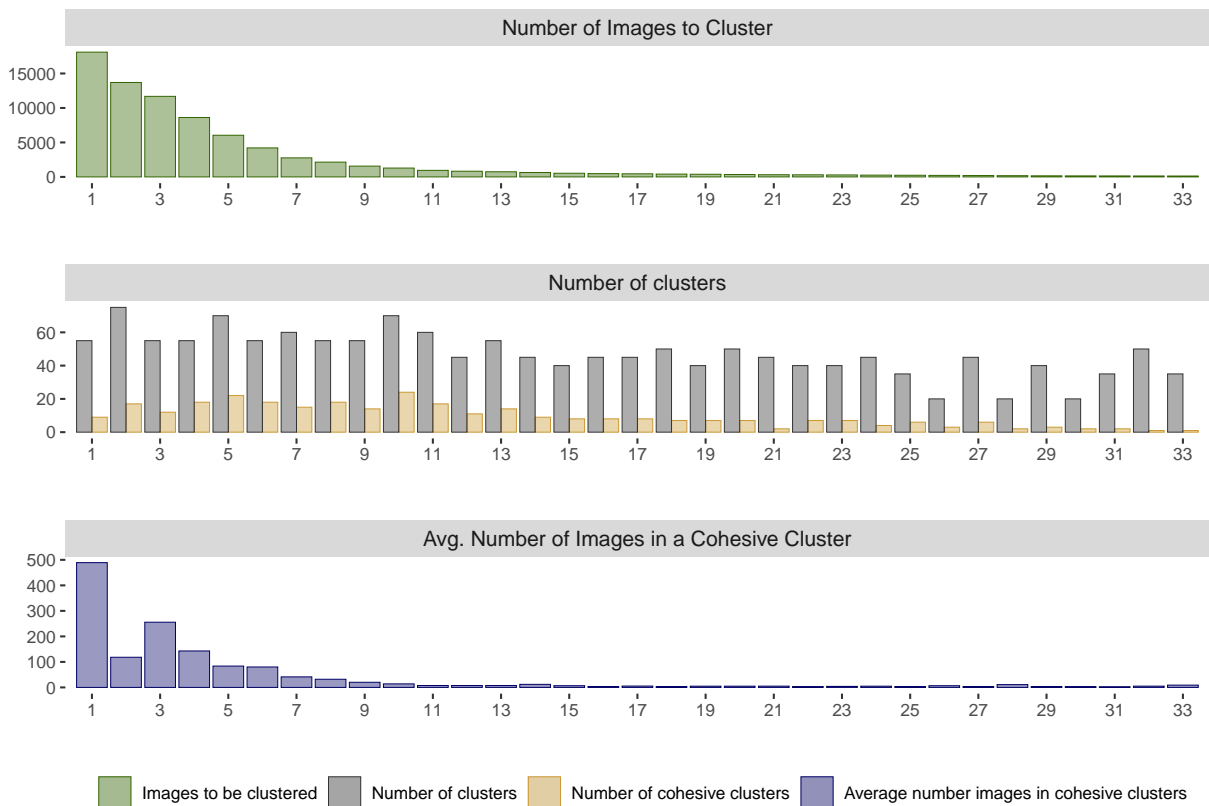 Number of Images to Cluster
15000
10000
5000
0
1 3 5 7 9 11 13 15 17 19 21 23 25 27 29 31 33
Number of clusters
60
40
20
0
1 3 5 7 9 11 13 15 17 19 21 23 25 27 29 31 33
Avg. Number of Images in a Cohesive Cluster
500
400
300
200
100
0
1 3 5 7 9 11 13 15 17 19 21 23 25 27 29 31 33
Images to be clustered Number of clusters Number of cohesive clusters Average number images in cohesive clusters